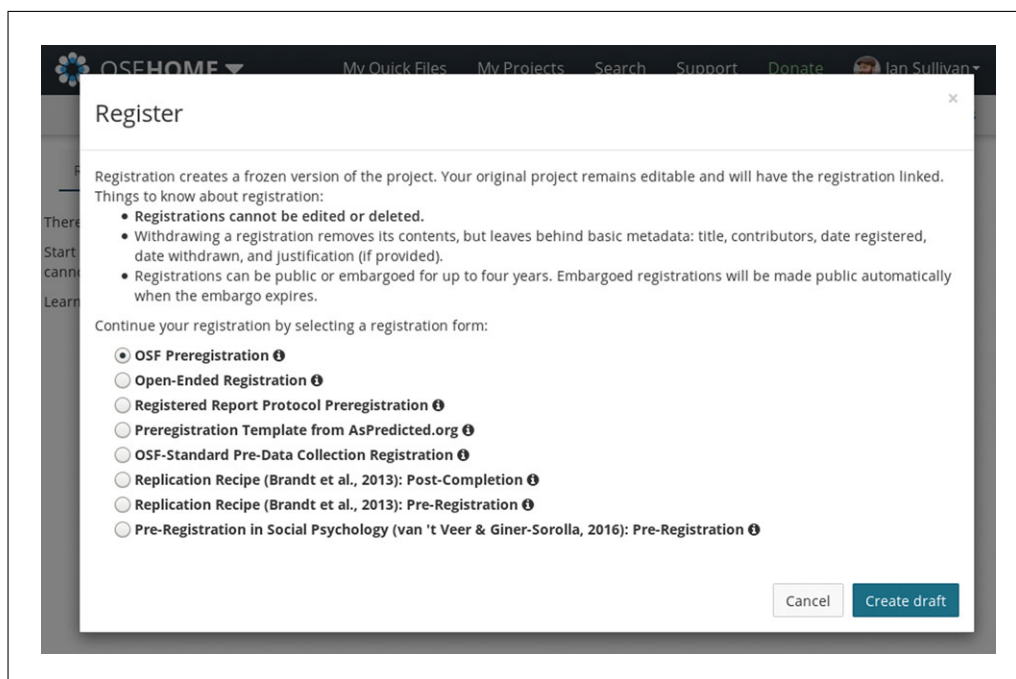 OSFHOME
My Quick Files My Projects Search Support Donate Ian Sullivan
Register
×
Registration creates a frozen version of the project. Your original project remains editable and will have the registration linked.
Things to know about registration:
• Registrations cannot be edited or deleted.
• Withdrawing a registration removes its contents, but leaves behind basic metadata: title, contributors, date registered,
date withdrawn, and justification (if provided).
• Registrations can be public or embargoed for up to four years. Embargoed registrations will be made public automatically
when the embargo expires.
There
Start
Learn
Continue your registration by selecting a registration form:
OSF Preregistration
Open-Ended Registration
Registered Report Protocol Preregistration
Preregistration Template from AsPredicted.org
OSF-Standard Pre-Data Collection Registration
Replication Recipe (Brandt et al., 2013): Post-Completion
Replication Recipe (Brandt et al., 2013): Pre-Registration
Pre-Registration in Social Psychology (van 't Veer & Giner-Sorolla, 2016): Pre-Registration
Cancel Create draft